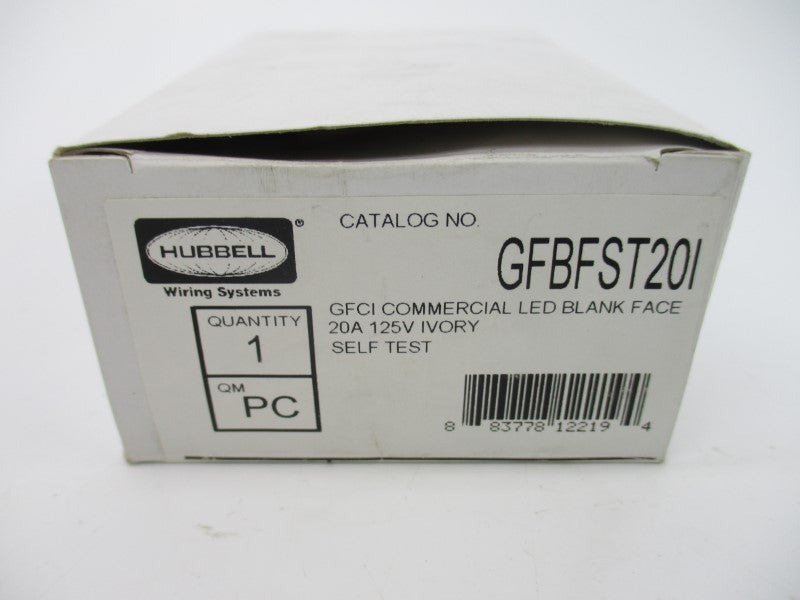 HUBBELL
®
Wiring Systems
CATALOG NO.
GFBFST20I
GFCI COMMERCIAL LED BLANK FACE
20A 125V IVORY
SELF TEST
QUANTITY
1
QM
PC
8 83778 12219 4